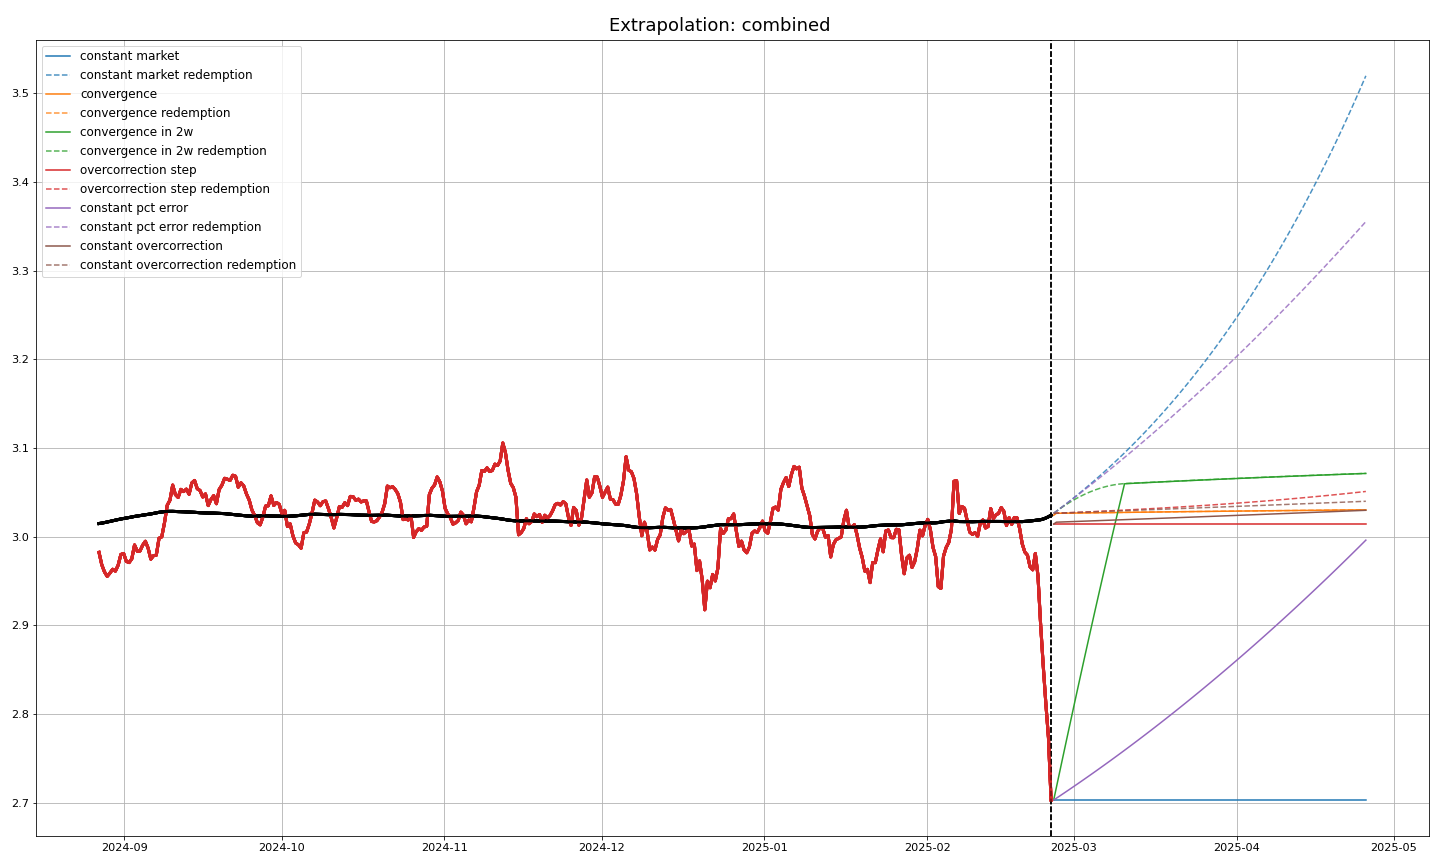 Extrapolation: combined
constant market
constant market redemption
convergence
convergence redemption
convergence in 2w
convergence in 2w redemption
overcorrection step
overcorrection step redemption
constant pct error
constant pct error redemption
constant overcorrection
constant overcorrection redemption
3.5
3.4
3.3
3.2
3.1
3.0
2.9
2.8
2.7
2024-09
2024-10
2024-11
2024-12
2025-01
2025-02
2025-03
2025-04
2025-05